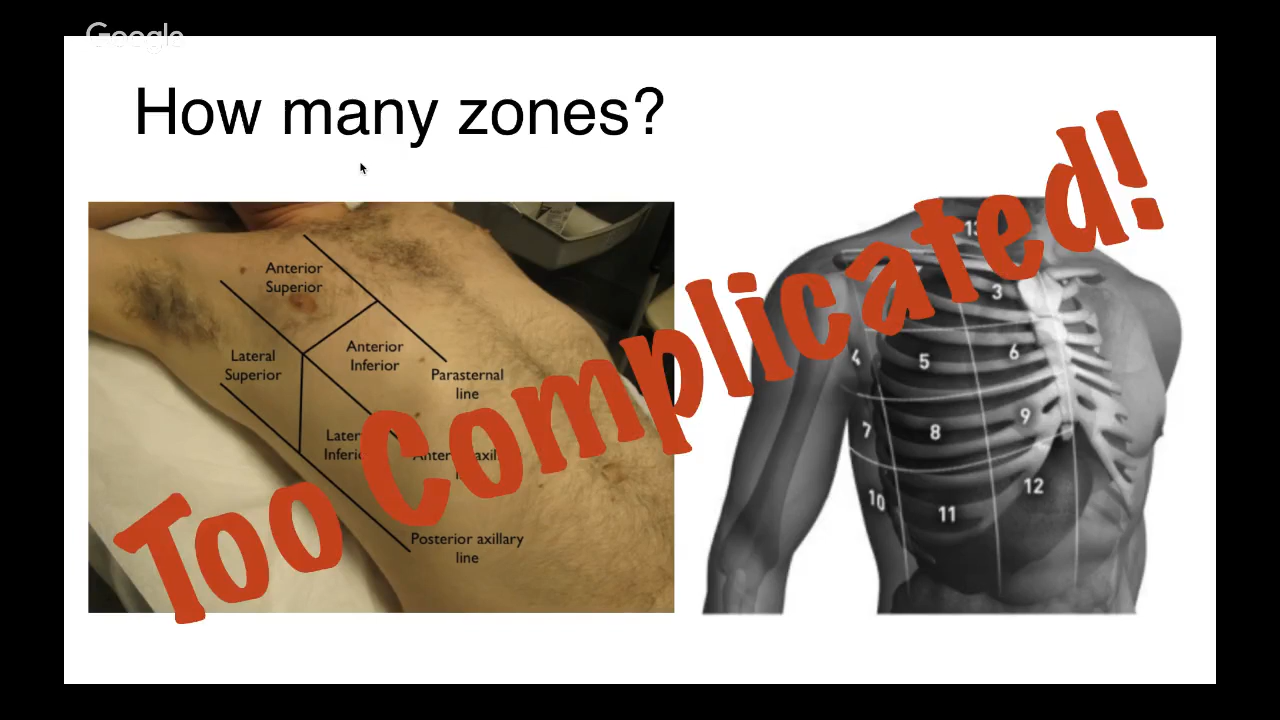 Google
How many zones?
Too Complicated!
Anterior
Superior
Anterior
Inferior
Lateral
Superior
Parasternal
line
Posterior axillary
line
13
3
4
5
6
7
8
9
10
11
12